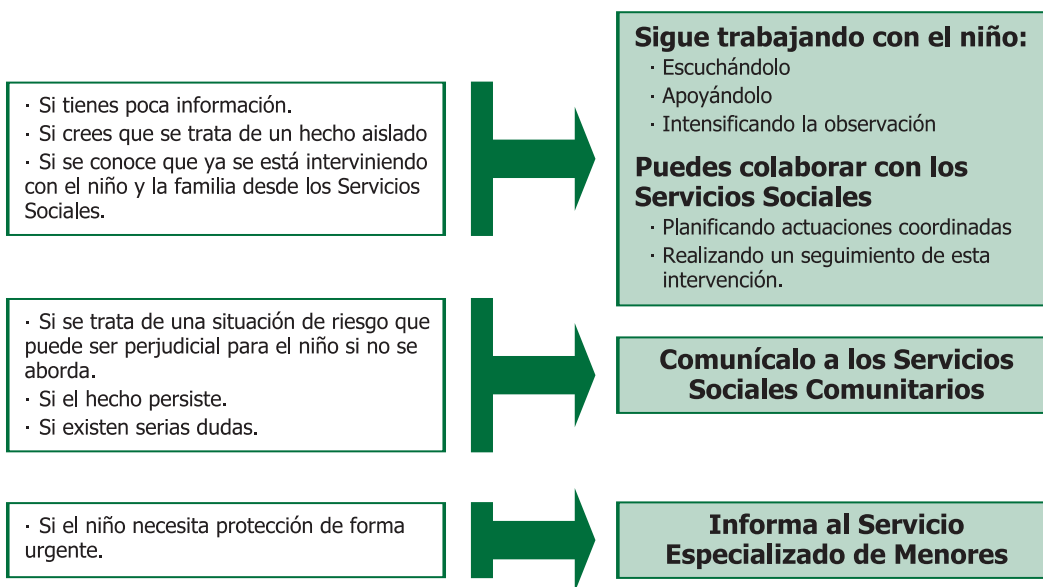 · Si tienes poca información.
· Si crees que se trata de un hecho aislado
· Si se conoce que ya se está interviniendo
con el niño y la familia desde los Servicios
Sociales.
Sigue trabajando con el niño:
· Escuchándolo
· Apoyándolo
· Intensificando la observación
Puedes colaborar con los
Servicios Sociales
· Planificando actuaciones coordinadas
· Realizando un seguimiento de esta
intervención.
· Si se trata de una situación de riesgo que
puede ser perjudicial para el niño si no se
aborda.
· Si el hecho persiste.
· Si existen serias dudas.
Comunícalo a los Servicios
Sociales Comunitarios
· Si el niño necesita protección de forma
urgente.
Informa al Servicio
Especializado de Menores